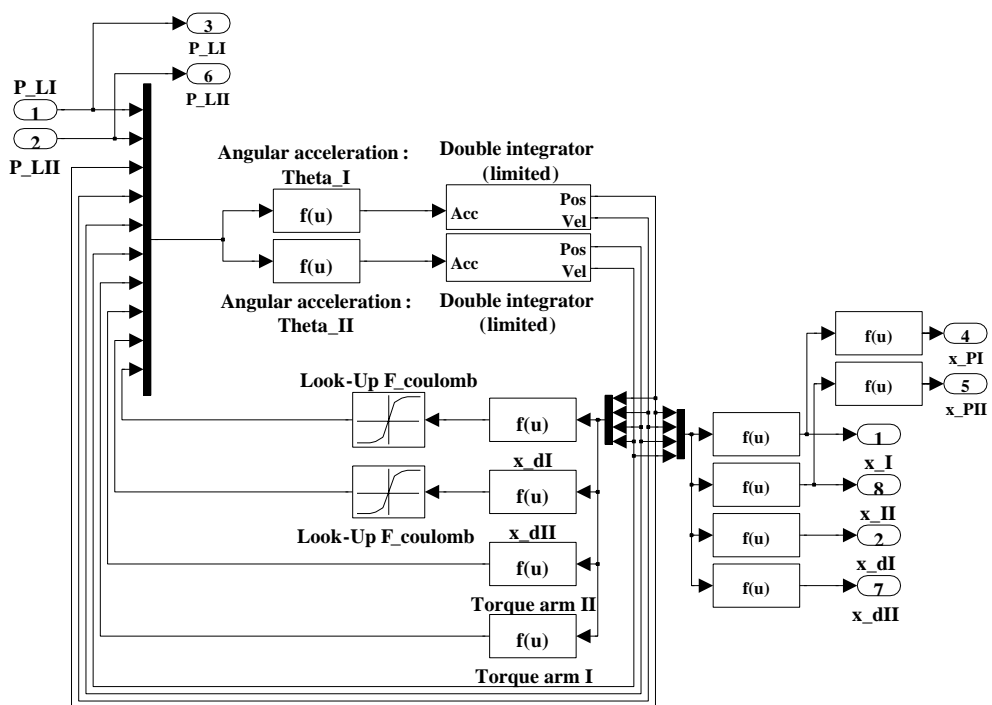 3
P_LI
6
P_LII
P_LI
1
2
P_LII
Angular acceleration :
Theta_I
f(u)
Double integrator
(limited)
Acc
Pos
Vel
f(u)
Acc
Pos
Vel
Angular acceleration :
Theta_II
Double integrator
(limited)
f(u)
4
x_PI
f(u)
5
x_PII
Look-Up F_coulomb
f(u)
x_dI
f(u)
1
x_I
f(u)
x_dII
Look-Up F_coulomb
f(u)
8
x_II
f(u)
Torque arm II
f(u)
2
x_dI
f(u)
7
x_dII
f(u)
Torque arm I